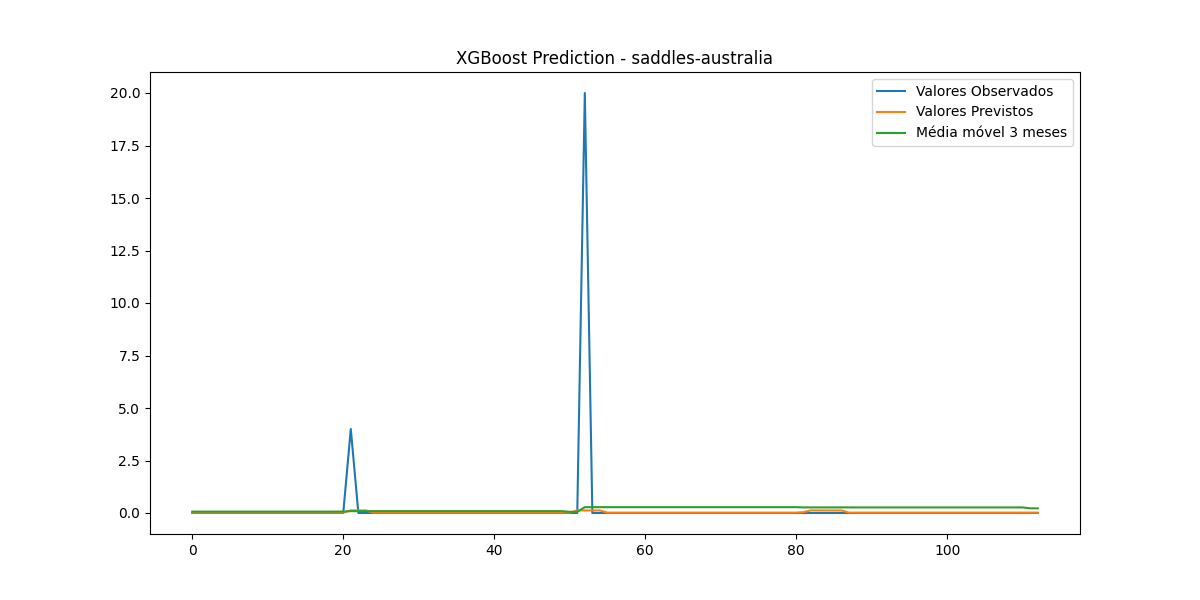 XGBoost Prediction - saddles-australia
Valores Observados
Valores Previstos
Média móvel 3 meses
20.0
17.5
15.0
12.5
10.0
7.5
5.0
2.5
0.0
0 20 40 60 80 100